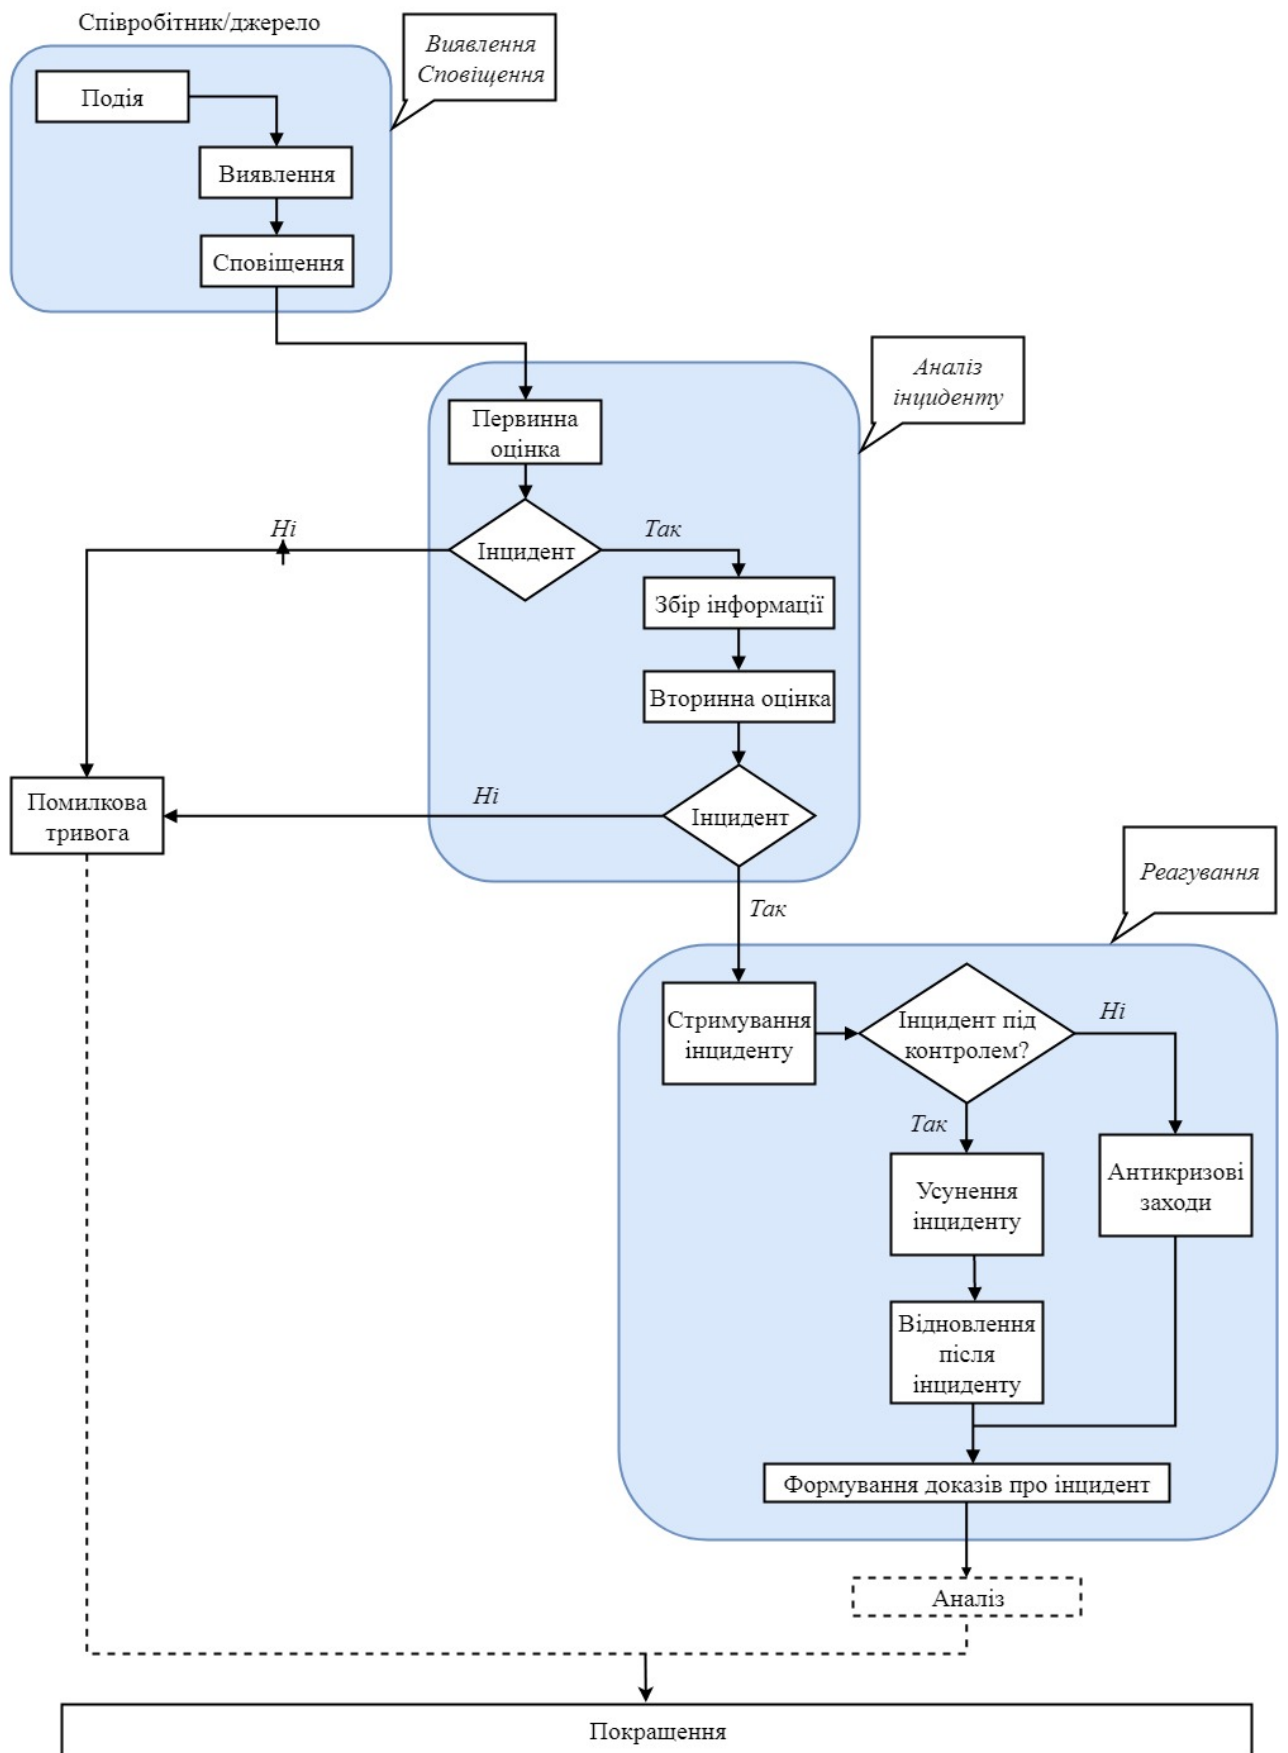 Співробітник/джерело
Виявлення
Сповіщення
Подія
Виявлення
Сповіщення
Аналіз
інциденту
Первинна
оцінка
Ні
Інцидент
Так
Збір інформації
Вторинна оцінка
Помилкова
тривога
Ні
Інцидент
Так
Реагування
Стримування
інциденту
Інцидент під
контролем?
Ні
Так
Усунення
інциденту
Антикризові
заходи
Відновлення
після
інциденту
Формування доказів про інцидент
Аналіз
Покращення